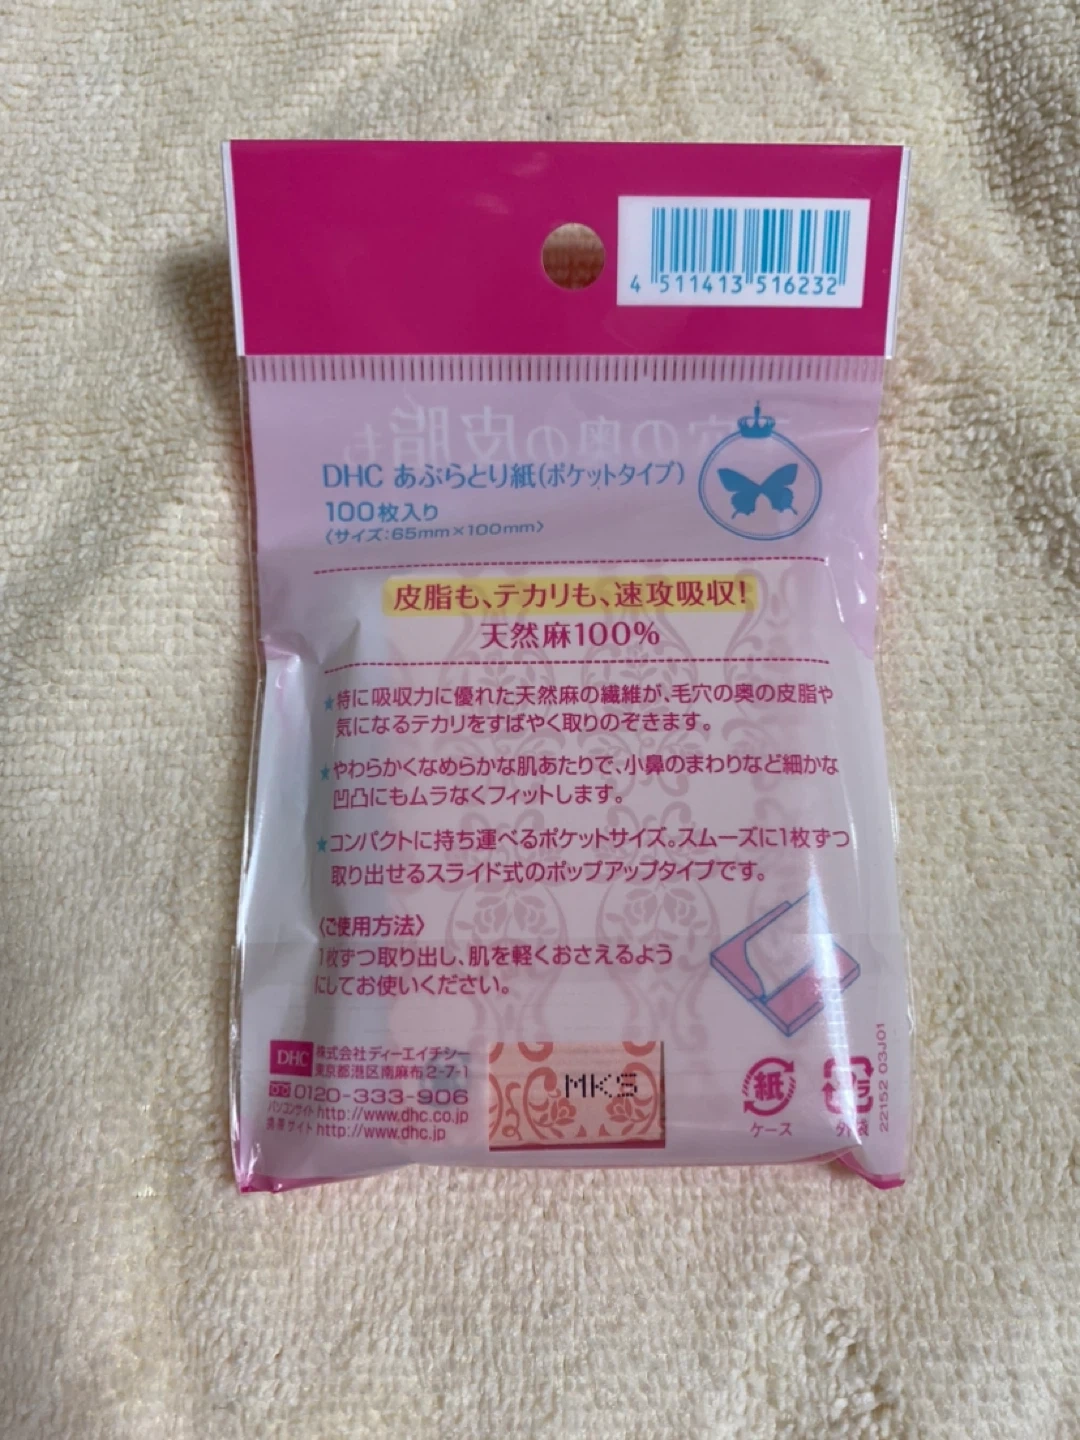 4 511413 516232
毛穴の奥の皮脂も
DHC あぶらとり紙(ポケットタイプ)
100枚入り
〈サイズ:65mm×100mm〉
皮脂も、テカリも、速攻吸収!
天然麻100%
★特に吸収力に優れた天然麻の繊維が、毛穴の奥の皮脂や
気になるテカリをすばやく取りのぞきます。
★やわらかくなめらかな肌あたりで、小鼻のまわりなど細かな
凹凸にもムラなくフィットします。
★コンパクトに持ち運べるポケットサイズ。スムーズに1枚ずつ
取り出せるスライド式のポップアップタイプです。
〈ご使用方法〉
1枚ずつ取り出し、肌を軽くおさえるよう
にしてお使いください。
DHC 株式会社ディーエイチシー
東京都港区南麻布2-7-1
0120-333-906
パソコンサイト http://www.dhc.co.jp
携帯サイト http://www.dhc.jp
MKS
紙
ケース
プラ
外袋
22152 03J01